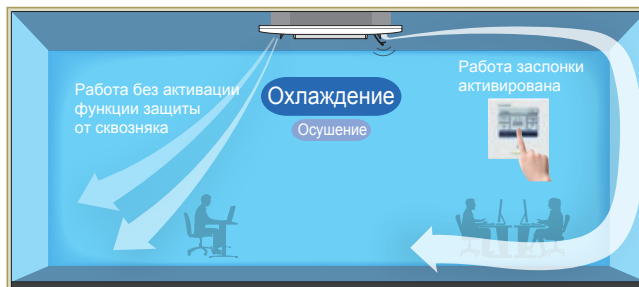 Работа без активации
функции защиты
от сквозняка
Охлаждение
Осушение
Работа заслонки
активирована